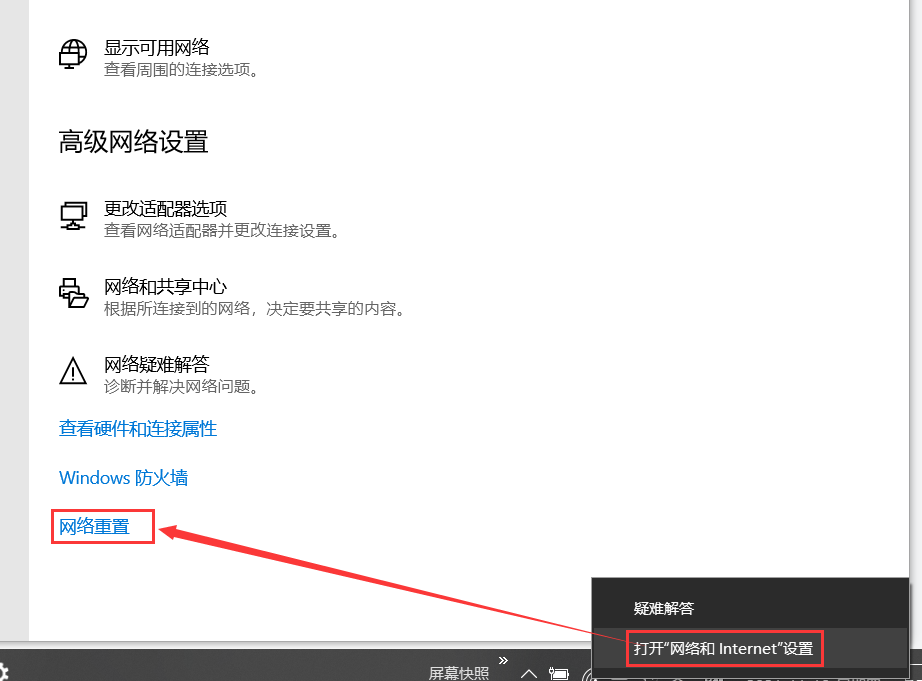 显示可用网络
查看周围的连接选项。
高级网络设置
更改适配器选项
查看网络适配器并更改连接设置。
网络和共享中心
根据所连接到的网络，决定要共享的内容。
网络疑难解答
诊断并解决网络问题。
查看硬件和连接属性
Windows 防火墙
网络重置
疑难解答
打开“网络和 Internet”设置
屏幕快照